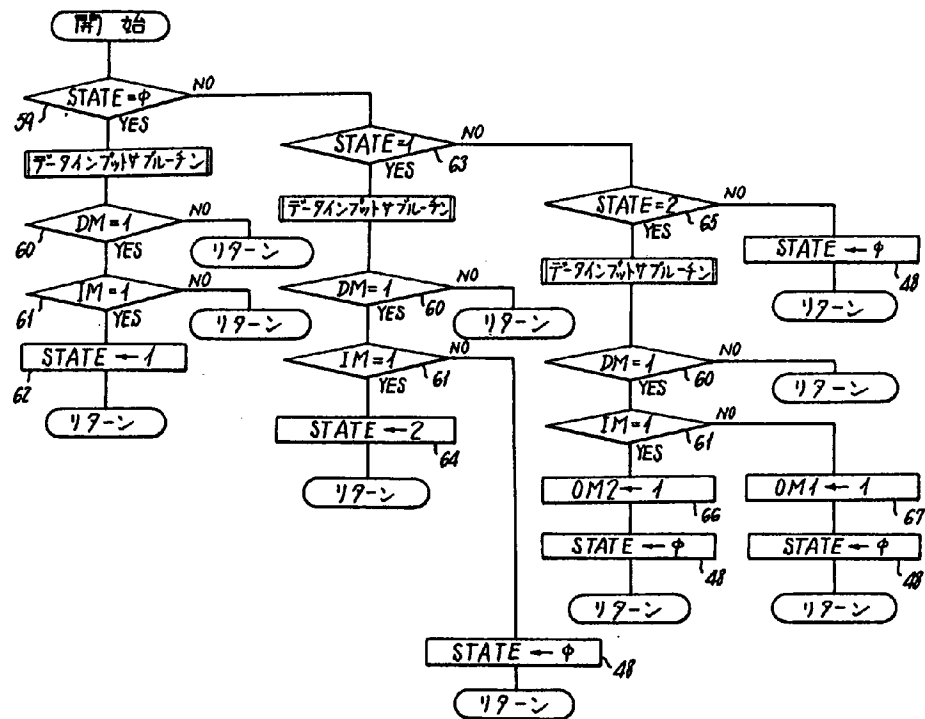 開始
STATE=φ
NO
59
YES
データインプットサブルーチン
DM=1
NO
60
YES
リターン
IM=1
NO
61
YES
リターン
STATE ← 1
62
リターン
STATE=1
NO
63
YES
データインプットサブルーチン
DM=1
NO
60
YES
リターン
IM=1
NO
61
YES
STATE ← 2
64
リターン
STATE ← φ
48
リターン
STATE=2
NO
65
YES
STATE ← φ
48
リターン
データインプットサブルーチン
DM=1
NO
60
YES
リターン
IM=1
NO
61
YES
OM2 ← 1
66
STATE ← φ
48
リターン
OM1 ← 1
67
STATE ← φ
48
リターン